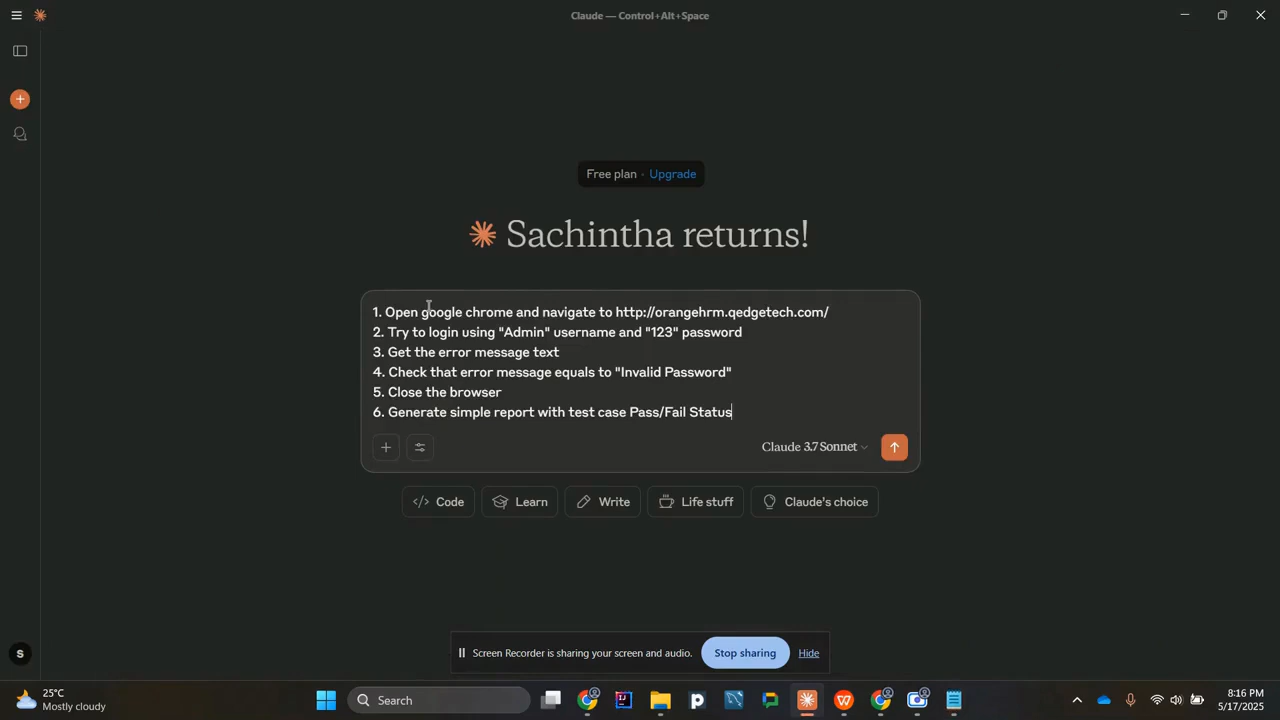 Claude — Control+Alt+Space
Free plan · Upgrade
Sachintha returns!
1. Open google chrome and navigate to http://orangehrm.qedgetech.com/
2. Try to login using "Admin" username and "123" password
3. Get the error message text
4. Check that error message equals to "Invalid Password"
5. Close the browser
6. Generate simple report with test case Pass/Fail Status
Claude 3.7 Sonnet
Code
Learn
Write
Life stuff
Claude's choice
S
Screen Recorder is sharing your screen and audio.
Stop sharing
Hide
25°C
Mostly cloudy
Search
8:16 PM
5/17/2025